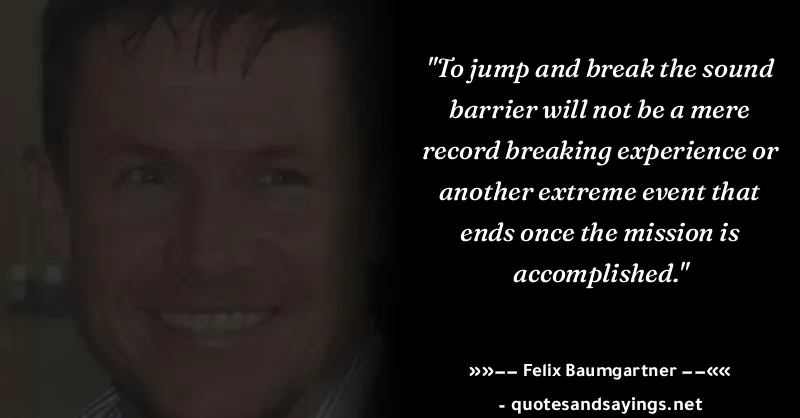 "To jump and break the sound
barrier will not be a mere
record breaking experience or
another extreme event that
ends once the mission is
accomplished."
»»−− Felix Baumgartner −−««
- quotesandsayings.net